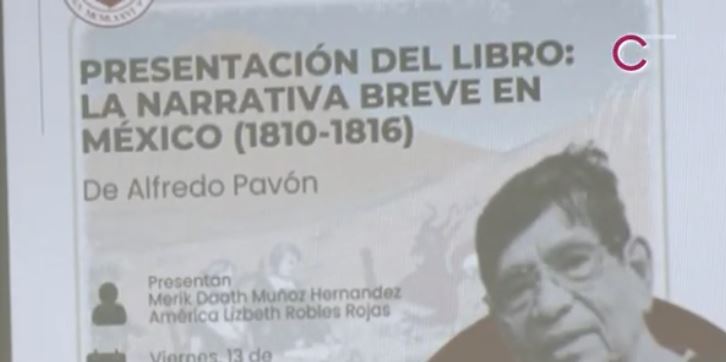 PRESENTACIÓN DEL LIBRO:
LA NARRATIVA BREVE EN
MÉXICO (1810-1816)
De Alfredo Pavón
Presentan
Merik Daath Muñoz Hernandez
América Lizbeth Robles Rojas
Viernes, 13 de